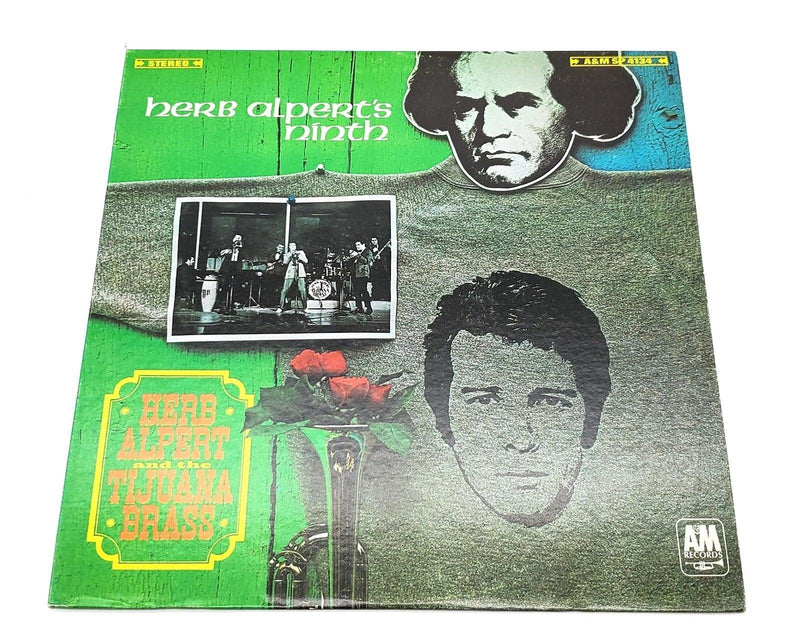 STEREO
A&M SP 4134
herb alpert's
ninth
HERB
ALPERT
and the
TIJUANA
BRASS
A&M
RECORDS